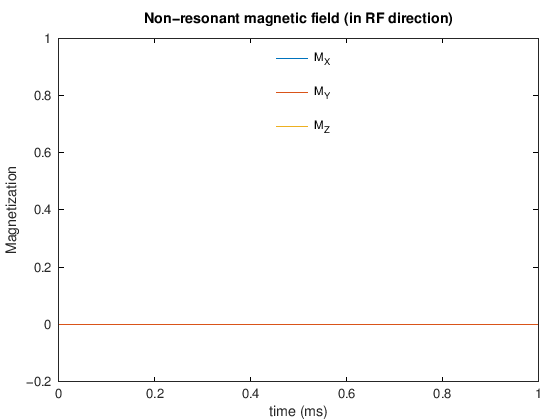 Non−resonant magnetic field (in RF direction)
1
0.8
0.6
0.4
0.2
0
−0.2
Magnetization
M_X
M_Y
M_Z
0
0.2
0.4
0.6
0.8
1
time (ms)